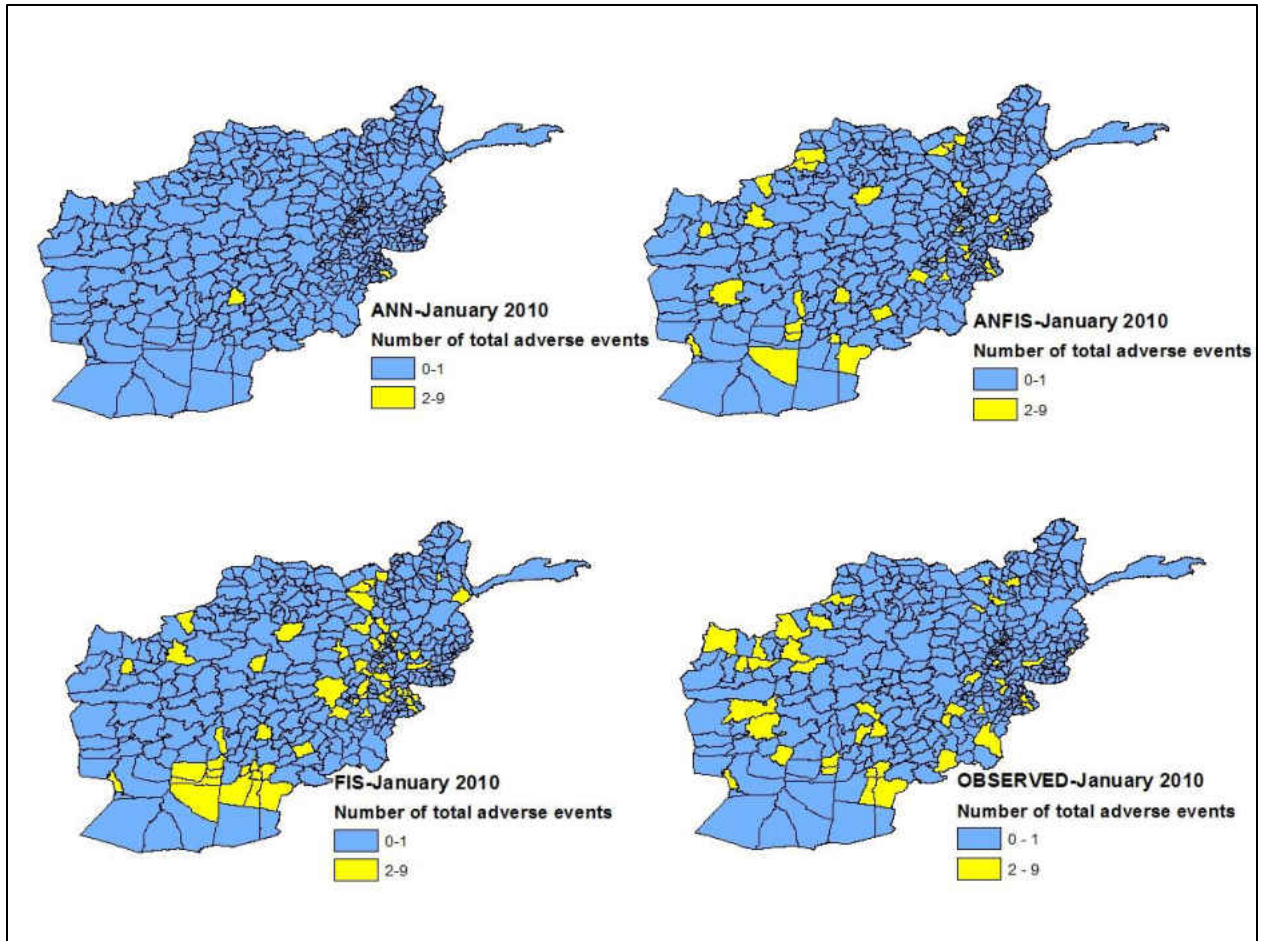 ANN-January 2010
Number of total adverse events
0-1
2-9
ANFIS-January 2010
Number of total adverse events
0-1
2-9
FIS-January 2010
Number of total adverse events
0-1
2-9
OBSERVED-January 2010
Number of total adverse events
0 - 1
2 - 9